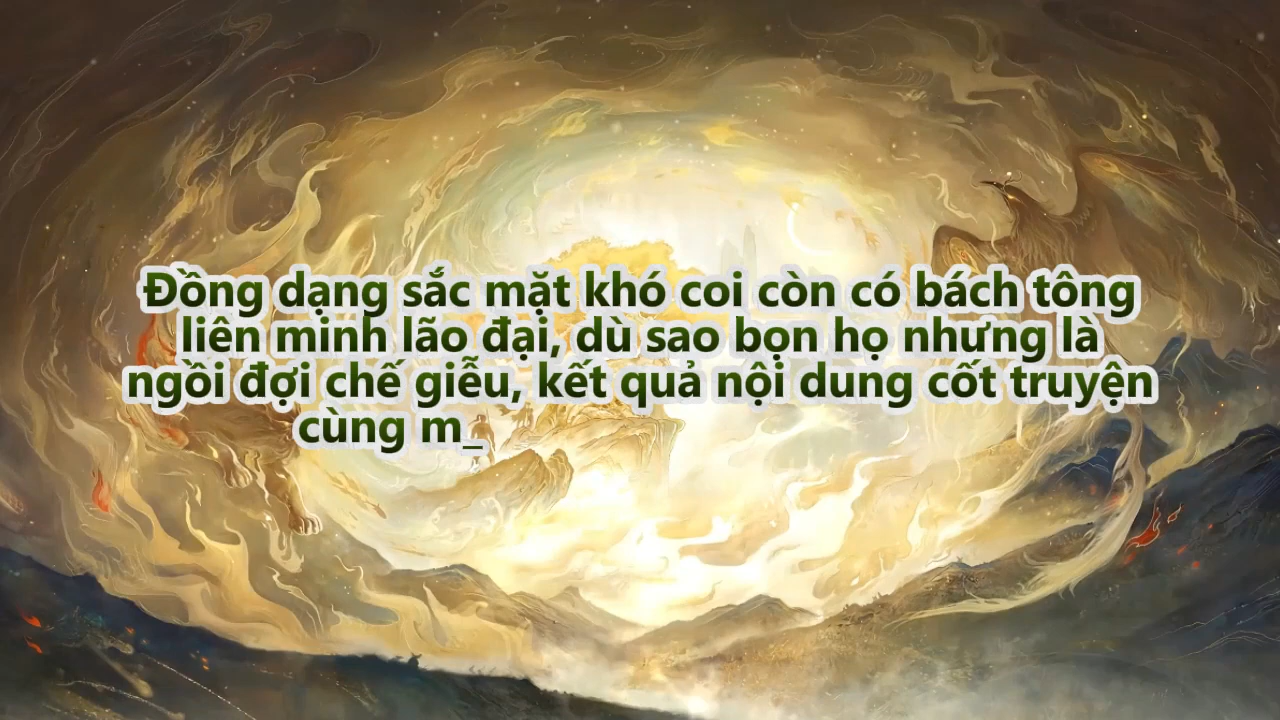 Đồng dạng sắc mặt khó coi còn có bách tông
liên minh lão đại, dù sao bọn họ nhưng là
ngồi đợi chế giễu, kết quả nội dung cốt truyện
cùng m_